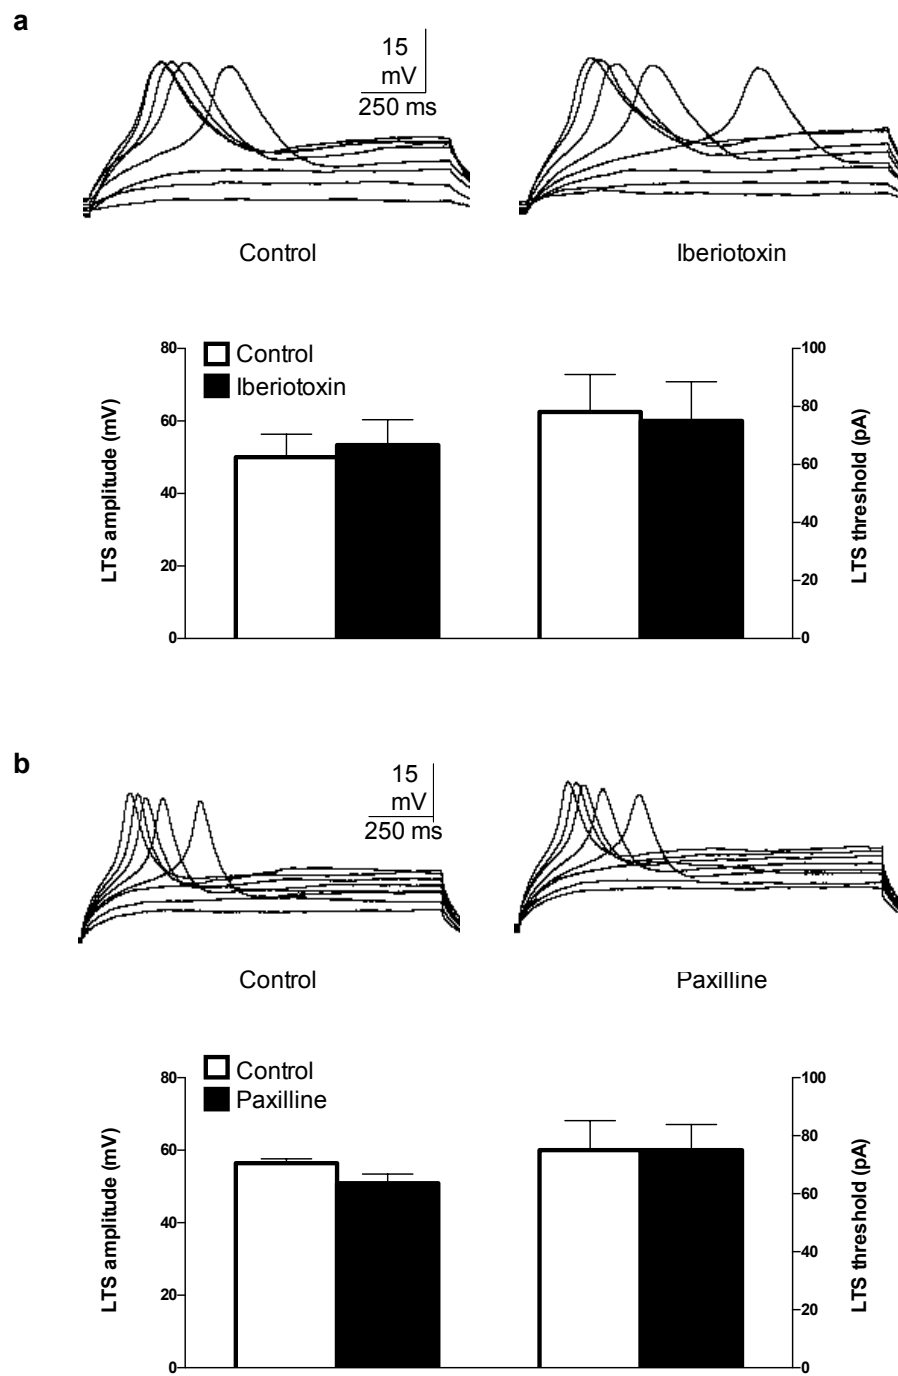 a
15
mV
250 ms
Control
Iberiotoxin
80
60
40
20
0
LTS amplitude (mV)
Control
Iberiotoxin
100
80
60
40
20
0
LTS threshold (pA)
b
15
mV
250 ms
Control
Paxilline
80
60
40
20
0
LTS amplitude (mV)
Control
Paxilline
100
80
60
40
20
0
LTS threshold (pA)